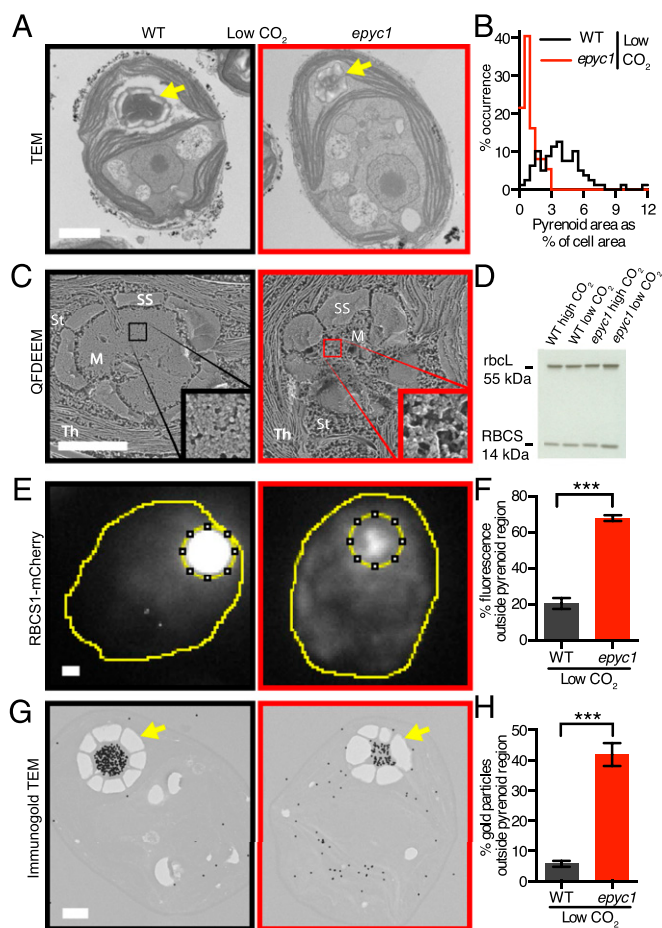 A
WT
Low CO2
epyc1
TEM
B
WT
epyc1
Low
CO2
% occurrence
40
30
20
10
0
0
3
6
9
12
Pyrenoid area as
% of cell area
C
QFDEEM
SS
St
M
Th
SS
M
St
Th
D
WT high CO2
WT low CO2
epyc1 high CO2
epyc1 low CO2
rbcL
55 kDa
RBCS
14 kDa
E
RBCS1-mCherry
F
% fluorescence
outside pyrenoid region
80
60
40
20
0
***
WT
epyc1
Low CO2
G
Immunogold TEM
H
% gold particles
outside pyrenoid region
50
40
30
20
10
0
***
WT
epyc1
Low CO2